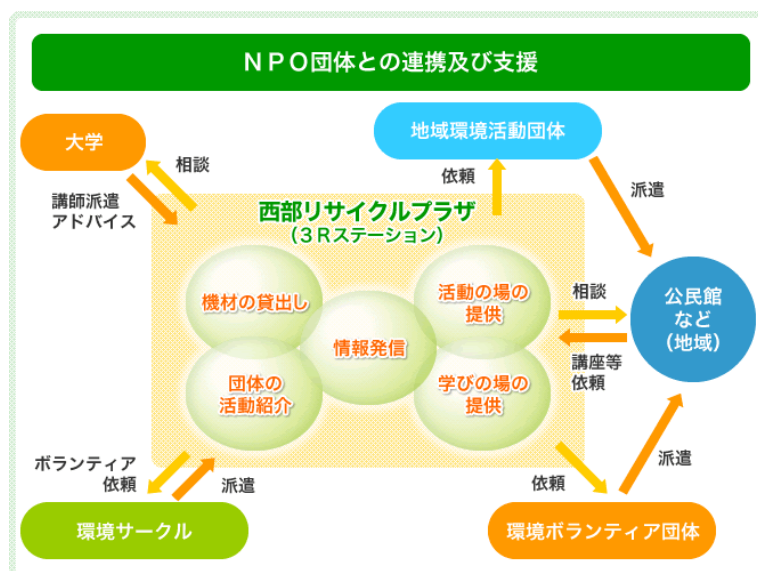 ＮＰＯ団体との連携及び支援
大学
相談
講師派遣
アドバイス
地域環境活動団体
依頼
派遣
西部リサイクルプラザ
（３Ｒステーション）
機材の貸出し
活動の場の
提供
情報発信
団体の
活動紹介
学びの場の
提供
相談
講座等
依頼
公民館
など
（地域）
ボランティア
依頼
派遣
依頼
派遣
環境サークル
環境ボランティア団体